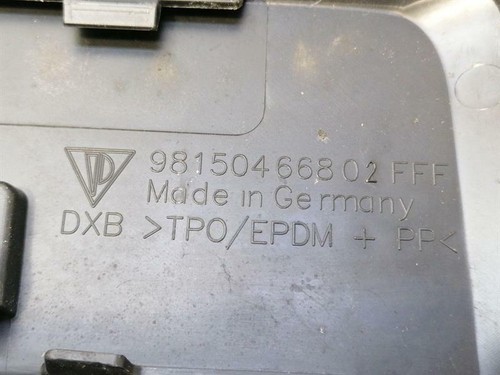 98150466802 FFF
Made in Germany
DXB >TPO/EPDM + PP<